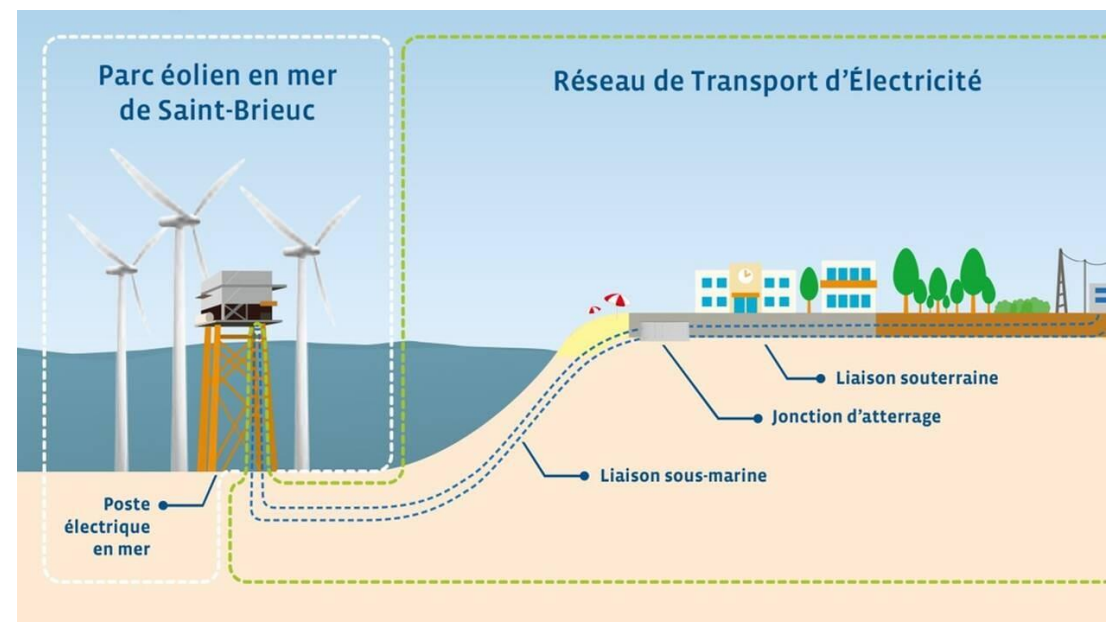 Parc éolien en mer
de Saint-Brieuc
Réseau de Transport d'Électricité
Liaison souterraine
Jonction d'atterrage
Liaison sous-marine
Poste
électrique
en mer